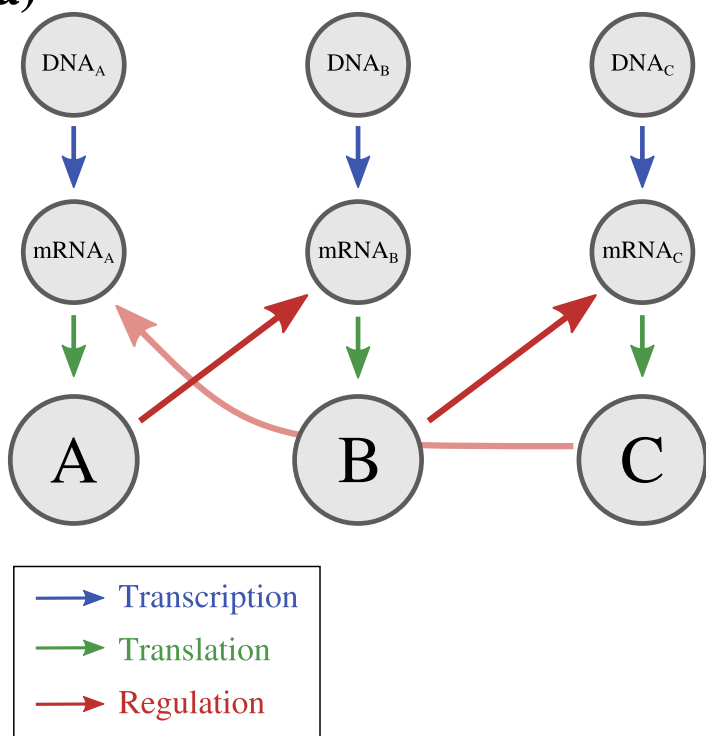 DNA_A DNA_B DNA_C
mRNA_A mRNA_B mRNA_C
A B C
Transcription
Translation
Regulation